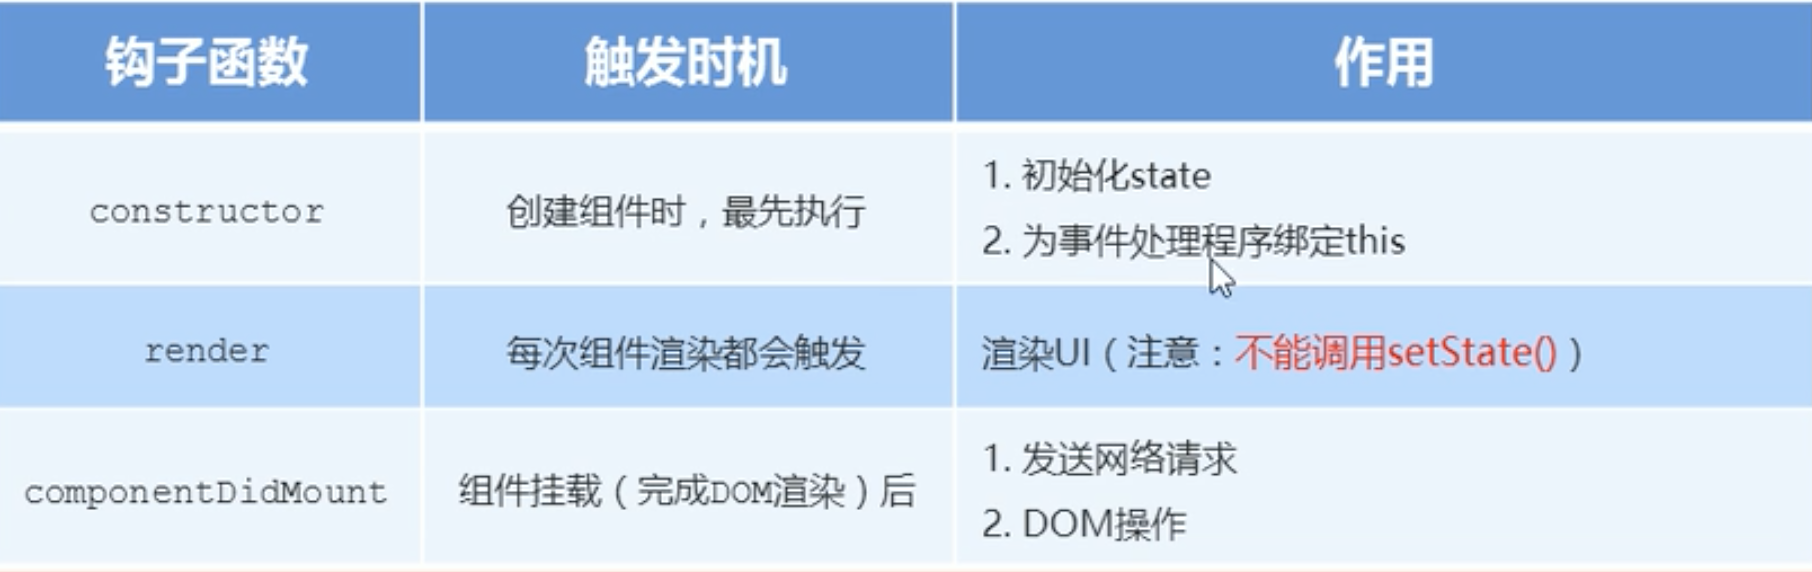 钩子函数
触发时机
作用
constructor
创建组件时，最先执行
1. 初始化state
2. 为事件处理程序绑定this
render
每次组件渲染都会触发
渲染UI（注意：不能调用setState()）
componentDidMount
组件挂载（完成DOM渲染）后
1. 发送网络请求
2. DOM操作